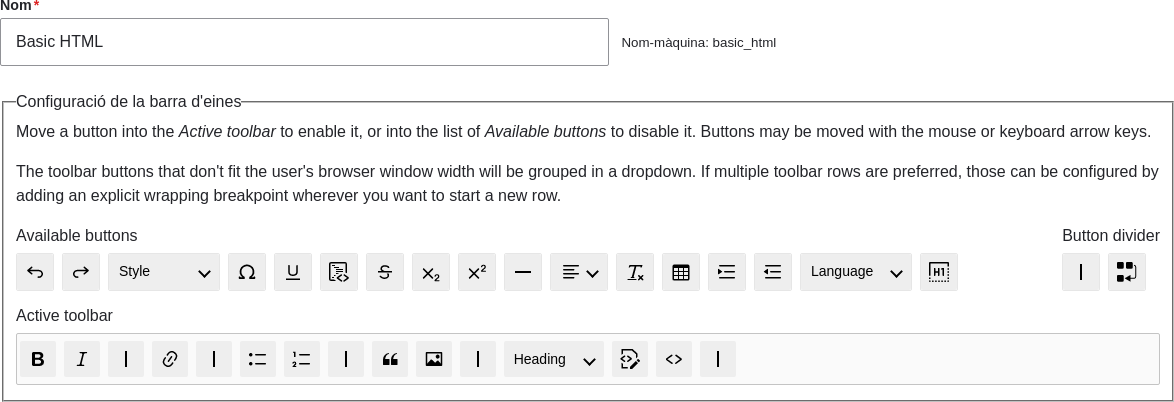 Nom*
Basic HTML
Nom-màquina: basic_html
Configuració de la barra d'eines
Move a button into the Active toolbar to enable it, or into the list of Available buttons to disable it. Buttons may be moved with the mouse or keyboard arrow keys.
The toolbar buttons that don't fit the user's browser window width will be grouped in a dropdown. If multiple toolbar rows are preferred, those can be configured by
adding an explicit wrapping breakpoint wherever you want to start a new row.
Available buttons
Button divider
Style
Language
Active toolbar
Heading